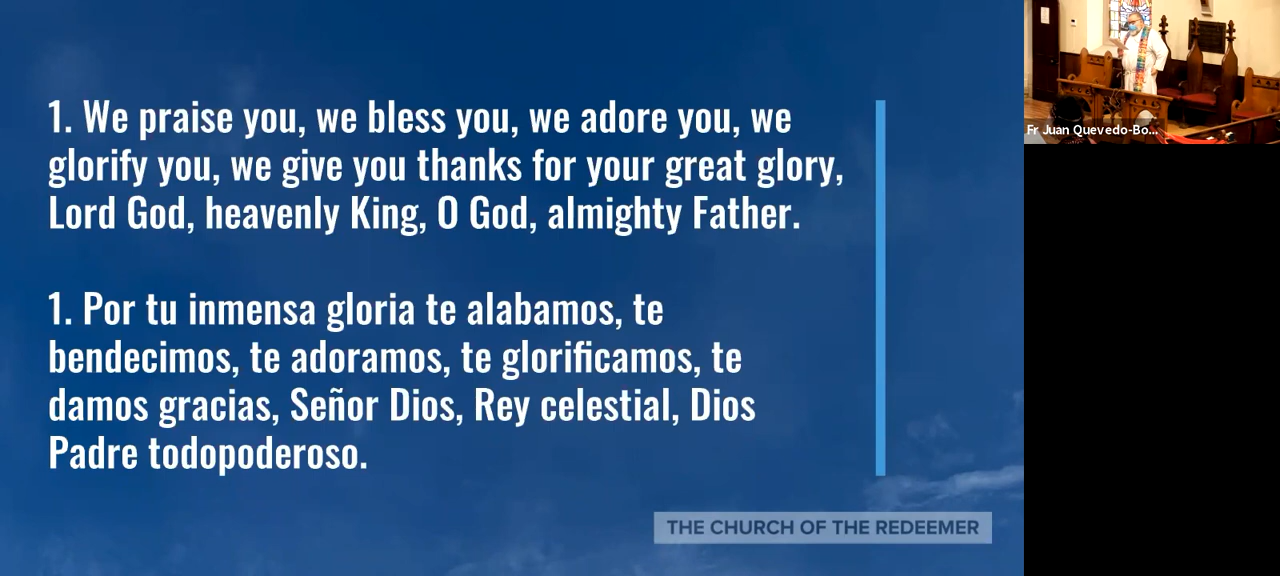 1. We praise you, we bless you, we adore you, we
glorify you, we give you thanks for your great glory,
Lord God, heavenly King, O God, almighty Father.
1. Por tu inmensa gloria te alabamos, te
bendecimos, te adoramos, te glorificamos, te
damos gracias, Señor Dios, Rey celestial, Dios
Padre todopoderoso.
THE CHURCH OF THE REDEEMER
Fr Juan Quevedo-Bo...